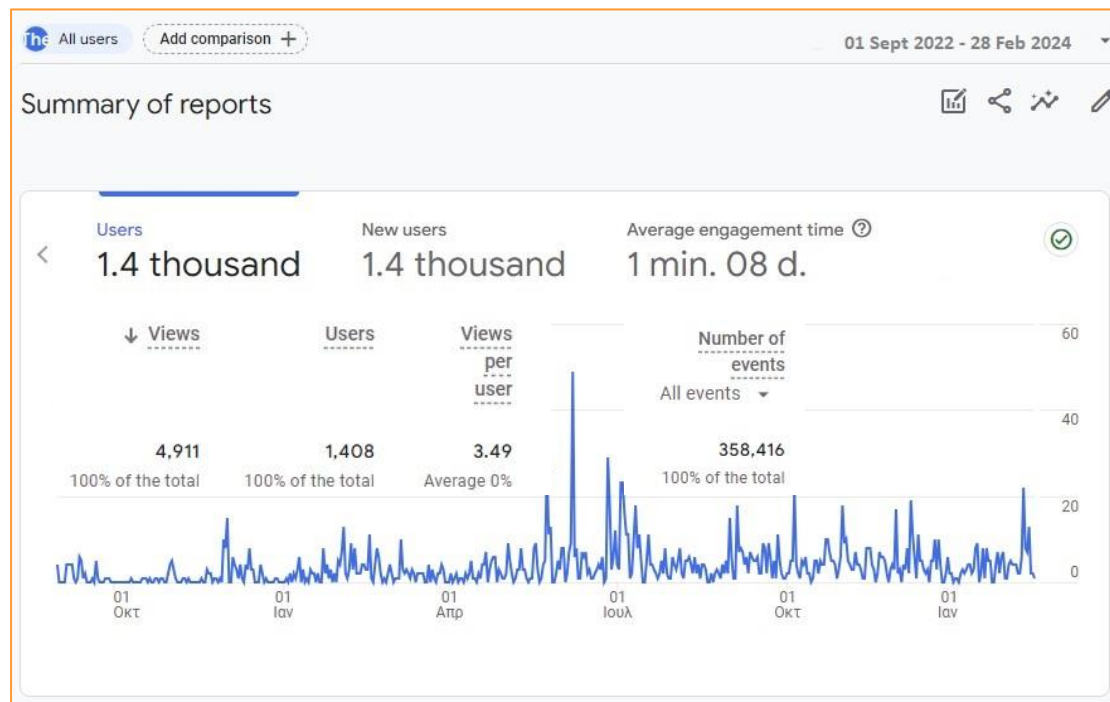 The All users Add comparison +
01 Sept 2022 - 28 Feb 2024
Summary of reports
Users
1.4 thousand
New users
1.4 thousand
Average engagement time
1 min. 08 d.
Views
Users
Views
per
user
Number of
events
All events
4,911
1,408
3.49
358,416
100% of the total
100% of the total
Average 0%
100% of the total
60
40
20
0
01
Οκτ
01
Ιαν
01
Απρ
01
Ιουλ
01
Οκτ
01
Ιαν